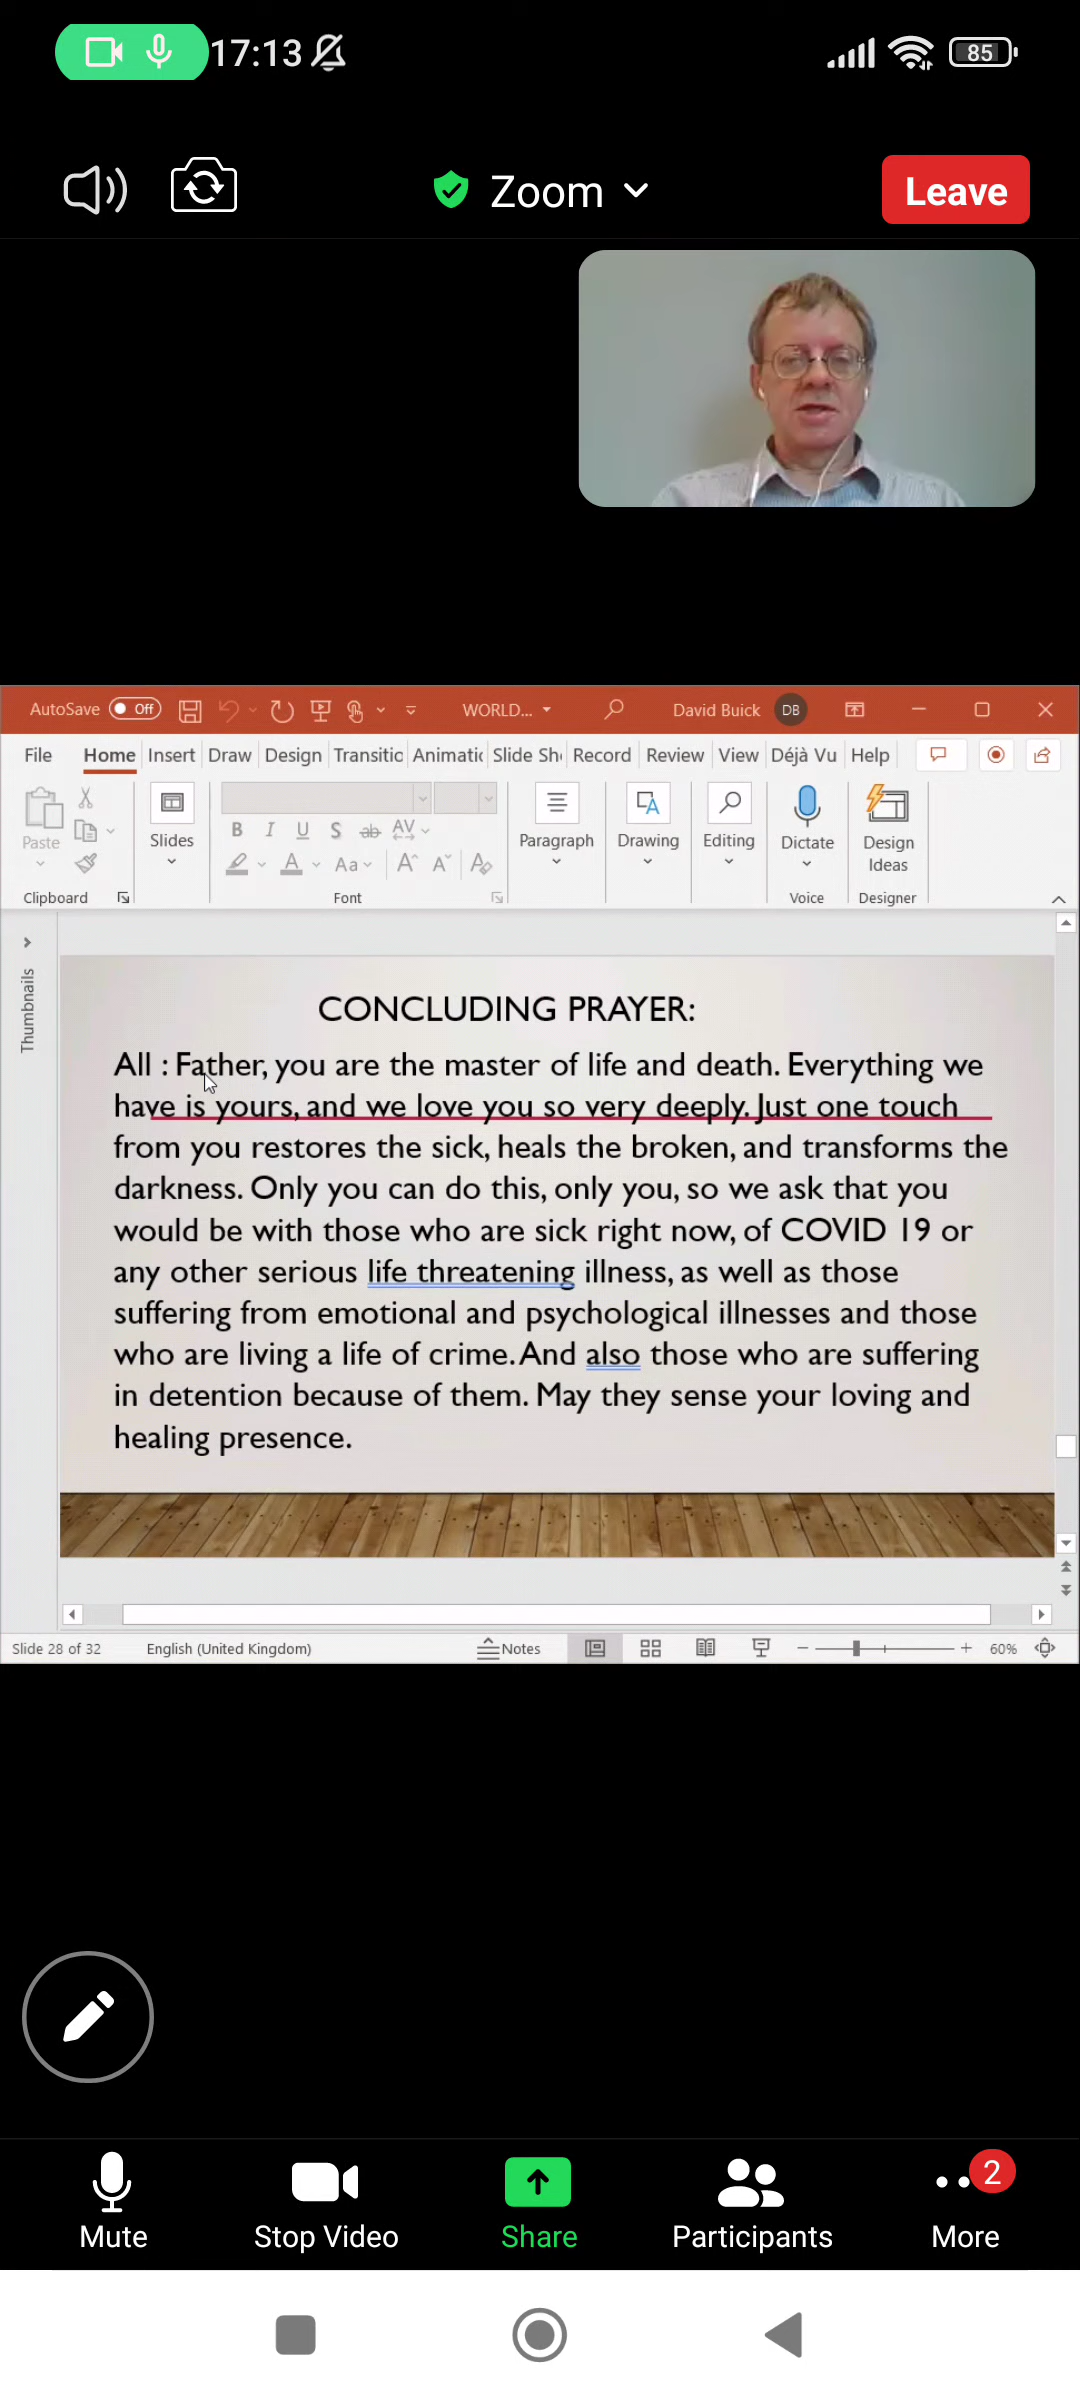 17:13
85
Zoom
Leave
AutoSave Off
WORLD...
David Buick
DB
File Home Insert Draw Design Transitic Animatic Slide Sh Record Review View Déjà Vu Help
Paste
Clipboard
Slides
B I U S ab AV
A Aa A A A
Font
Paragraph
Drawing
Editing
Dictate
Voice
Design
Ideas
Designer
Thumbnails
CONCLUDING PRAYER:
All : Father, you are the master of life and death. Everything we
have is yours, and we love you so very deeply. Just one touch
from you restores the sick, heals the broken, and transforms the
darkness. Only you can do this, only you, so we ask that you
would be with those who are sick right now, of COVID 19 or
any other serious life threatening illness, as well as those
suffering from emotional and psychological illnesses and those
who are living a life of crime. And also those who are suffering
in detention because of them. May they sense your loving and
healing presence.
Slide 28 of 32
English (United Kingdom)
Notes
60%
2
Mute
Stop Video
Share
Participants
More